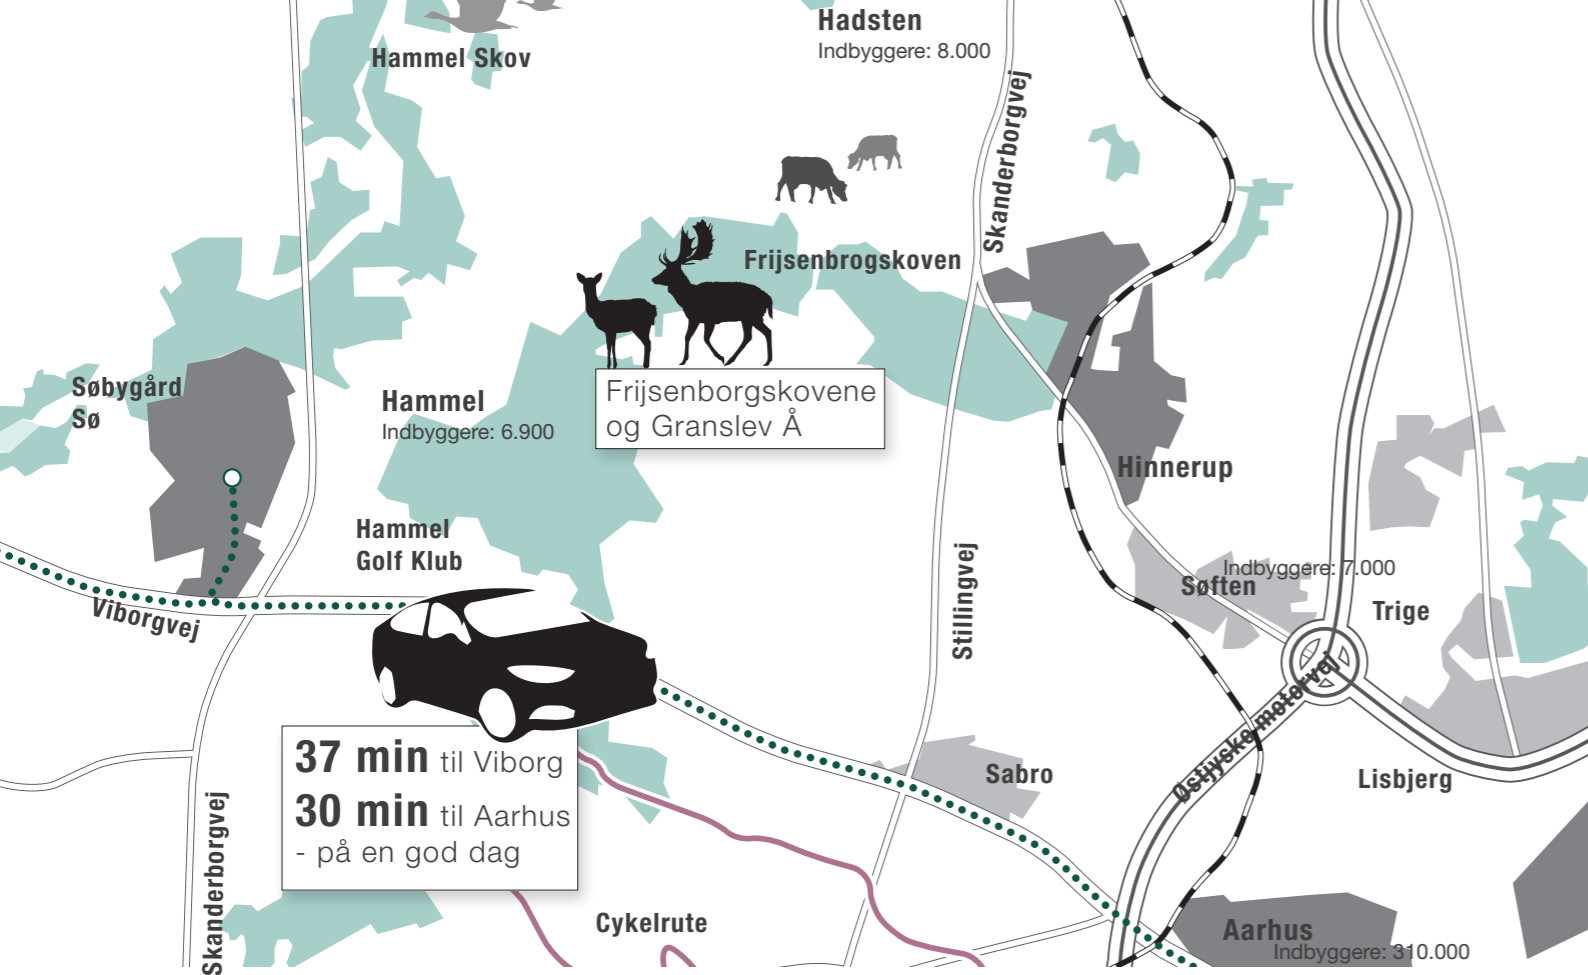 Hadsten
Indbyggere: 8.000
Hammel Skov
Skanderborgvej
Frijsenbrogskoven
Søbygård
Sø
Hammel
Indbyggere: 6.900
Frijsenborgskovene
og Granslev Å
Hinnerup
Hammel
Golf Klub
Stillingvej
Indbyggere: 7.000
Søften
Trige
Viborgvej
Østjyske motorvej
37 min til Viborg
30 min til Aarhus
- på en god dag
Sabro
Lisbjerg
Skanderborgvej
Cykelrute
Aarhus
Indbyggere: 310.000